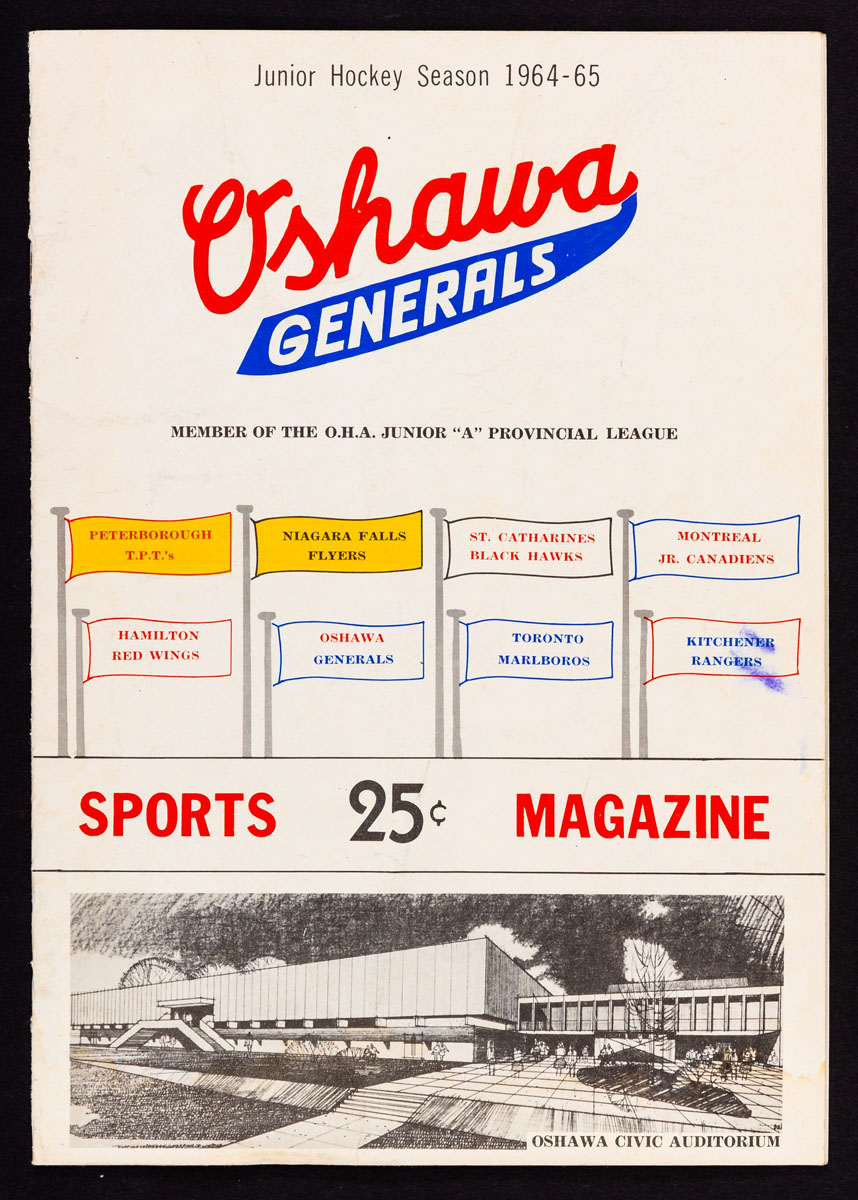 Junior Hockey Season 1964-65
Oshawa
GENERALS
MEMBER OF THE O.H.A. JUNIOR “A” PROVINCIAL LEAGUE
PETERBOROUGH
T.P.T.'s
NIAGARA FALLS
FLYERS
ST. CATHARINES
BLACK HAWKS
MONTREAL
JR. CANADIENS
HAMILTON
RED WINGS
OSHAWA
GENERALS
TORONTO
MARLBOROS
KITCHENER
RANGERS
SPORTS 25¢ MAGAZINE
OSHAWA CIVIC AUDITORIUM